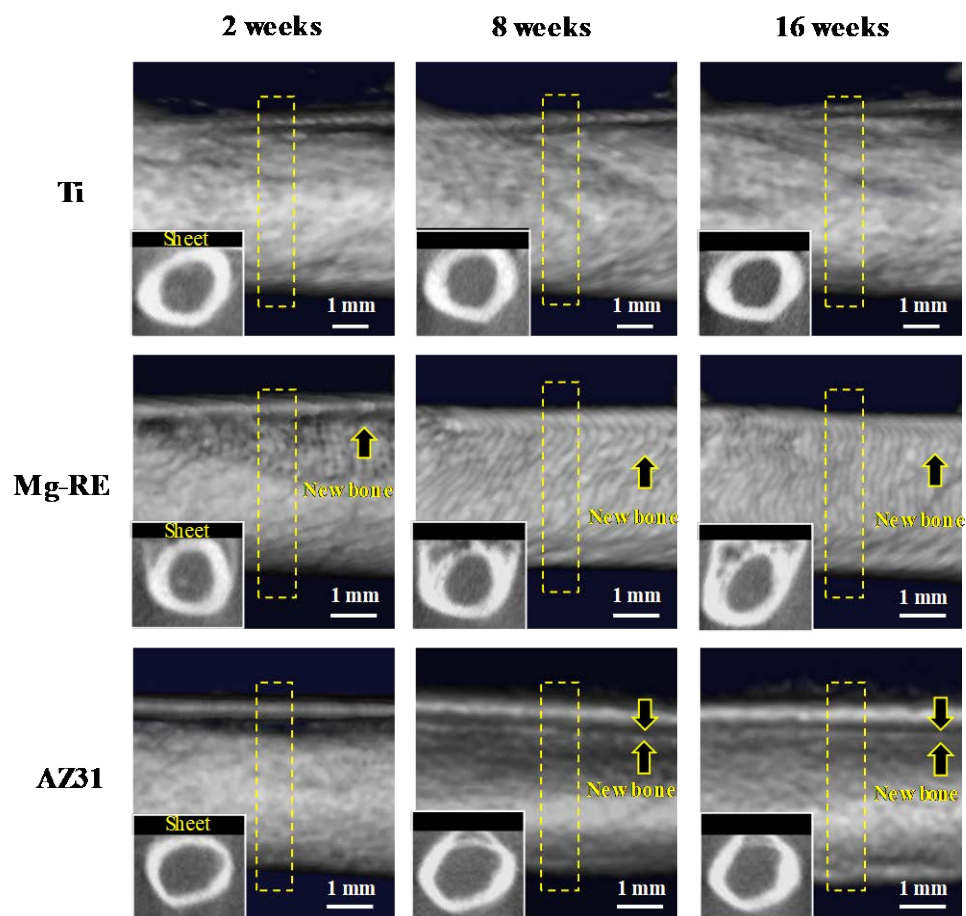 2 weeks 8 weeks 16 weeks
Ti
Sheet
1 mm 1 mm 1 mm
Mg-RE
New bone New bone New bone
Sheet
1 mm 1 mm 1 mm
AZ31
New bone New bone
Sheet
1 mm 1 mm 1 mm